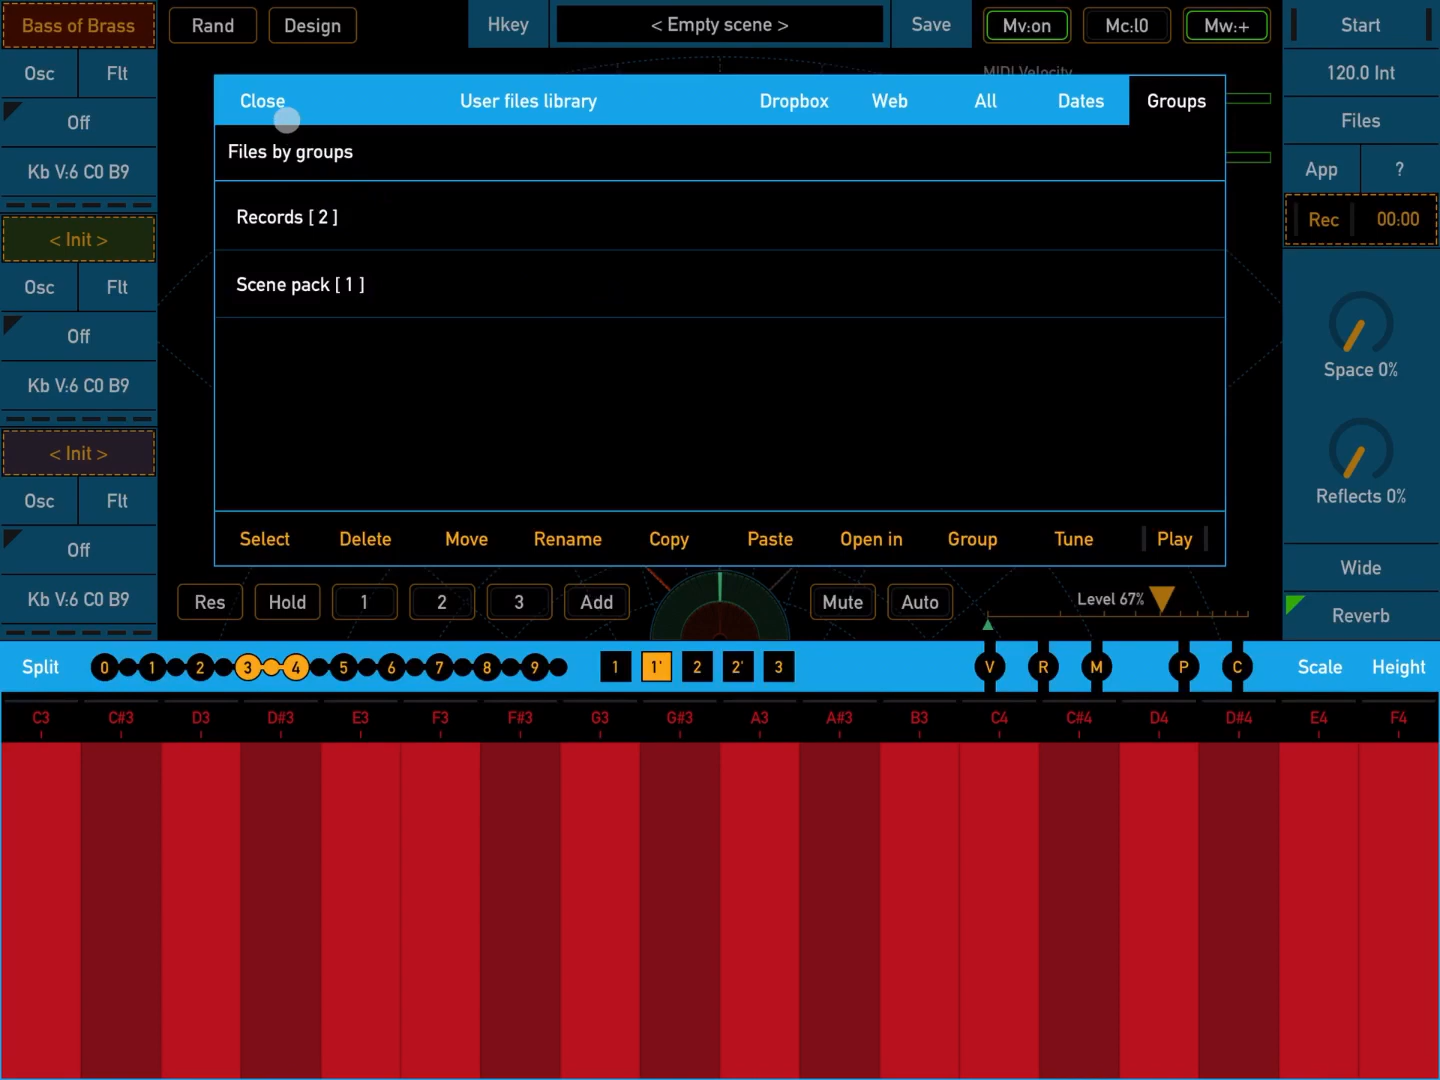 Bass of Brass
Rand
Design
Hkey
< Empty scene >
Save
Mv:on
Mc:l0
Mw:+
Start
Osc
Flt
MIDI Velocity
120.0 Int
Close
User files library
Dropbox
Web
All
Dates
Groups
Off
Files
Files by groups
Kb V:6 C0 B9
App
?
Records [ 2 ]
Rec
00:00
< Init >
Osc
Flt
Scene pack [ 1 ]
Off
Space 0%
Kb V:6 C0 B9
< Init >
Osc
Flt
Reflects 0%
Off
Select
Delete
Move
Rename
Copy
Paste
Open in
Group
Tune
Play
Wide
Kb V:6 C0 B9
Res
Hold
1
2
3
Add
Mute
Auto
Level 67%
Reverb
Split
0
1
2
3
4
5
6
7
8
9
1
1'
2
2'
3
V
R
M
P
C
Scale
Height
C3
C#3
D3
D#3
E3
F3
F#3
G3
G#3
A3
A#3
B3
C4
C#4
D4
D#4
E4
F4